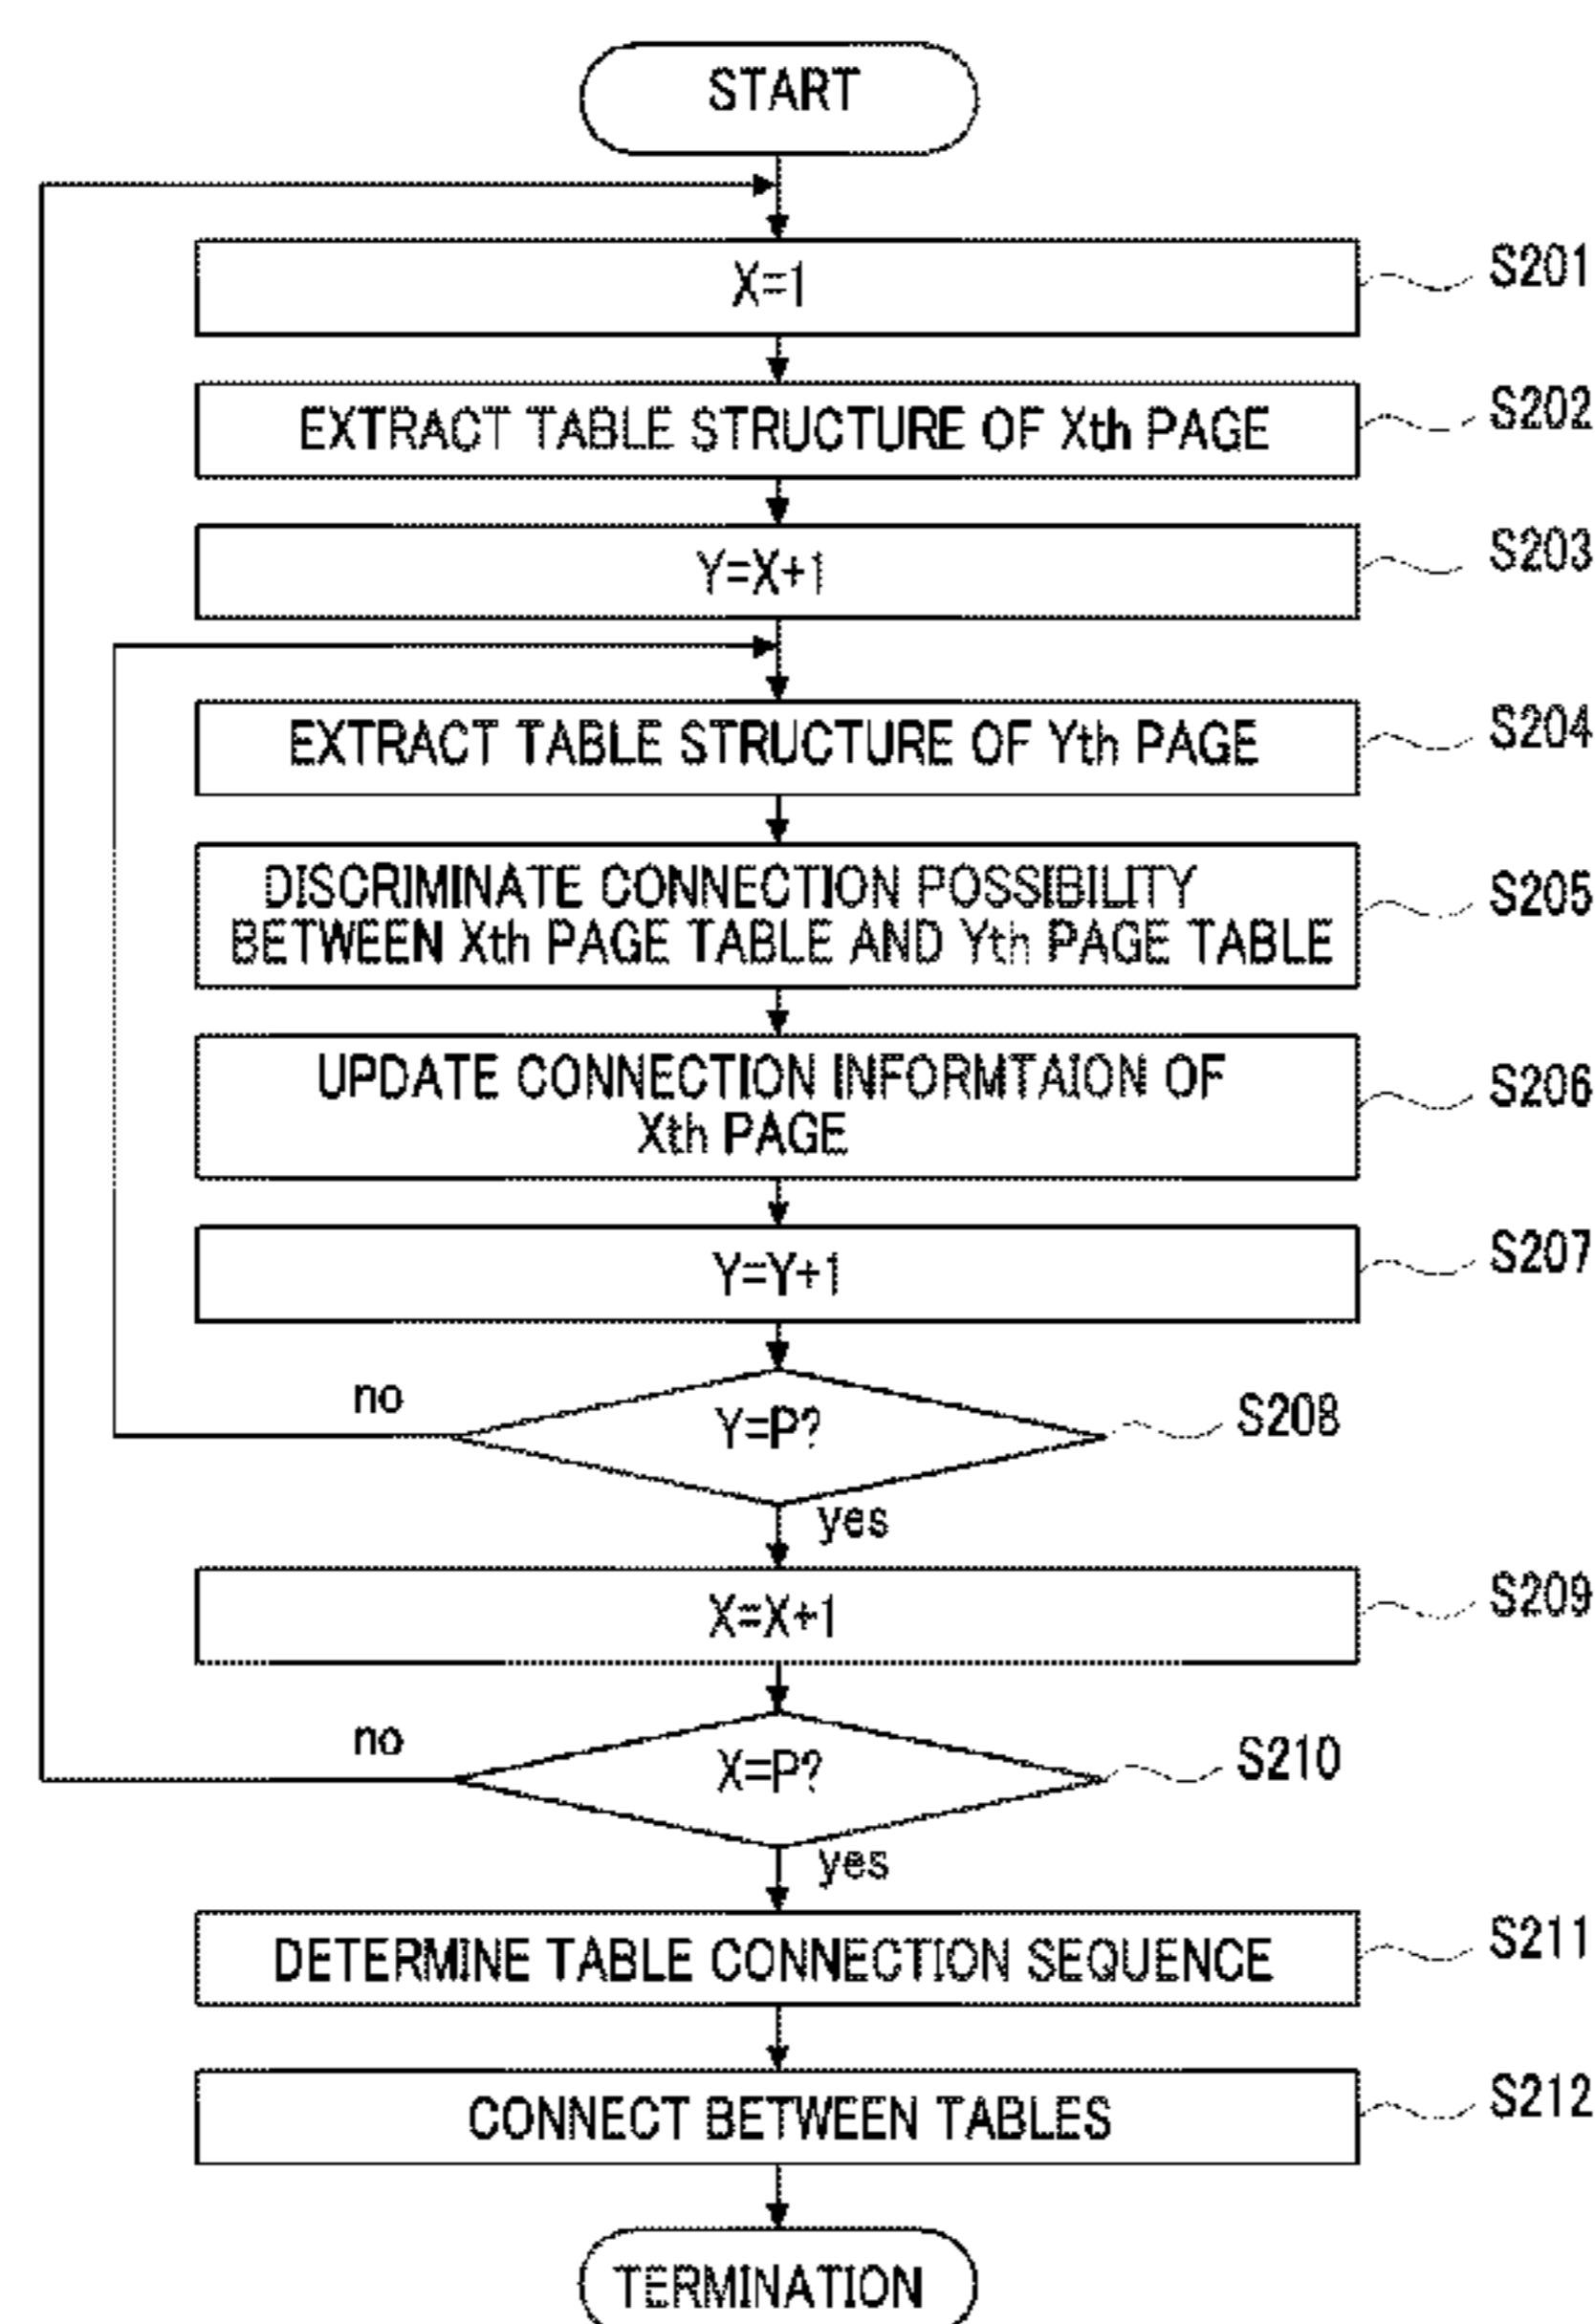 START
X=1
S201
EXTRACT TABLE STRUCTURE OF Xth PAGE
S202
Y=X+1
S203
EXTRACT TABLE STRUCTURE OF Yth PAGE
S204
DISCRIMINATE CONNECTION POSSIBILITY
BETWEEN Xth PAGE TABLE AND Yth PAGE TABLE
S205
UPDATE CONNECTION INFORMTAION OF
Xth PAGE
S206
Y=Y+1
S207
no
Y=P?
S208
yes
X=X+1
S209
no
X=P?
S210
yes
DETERMINE TABLE CONNECTION SEQUENCE
S211
CONNECT BETWEEN TABLES
S212
TERMINATION